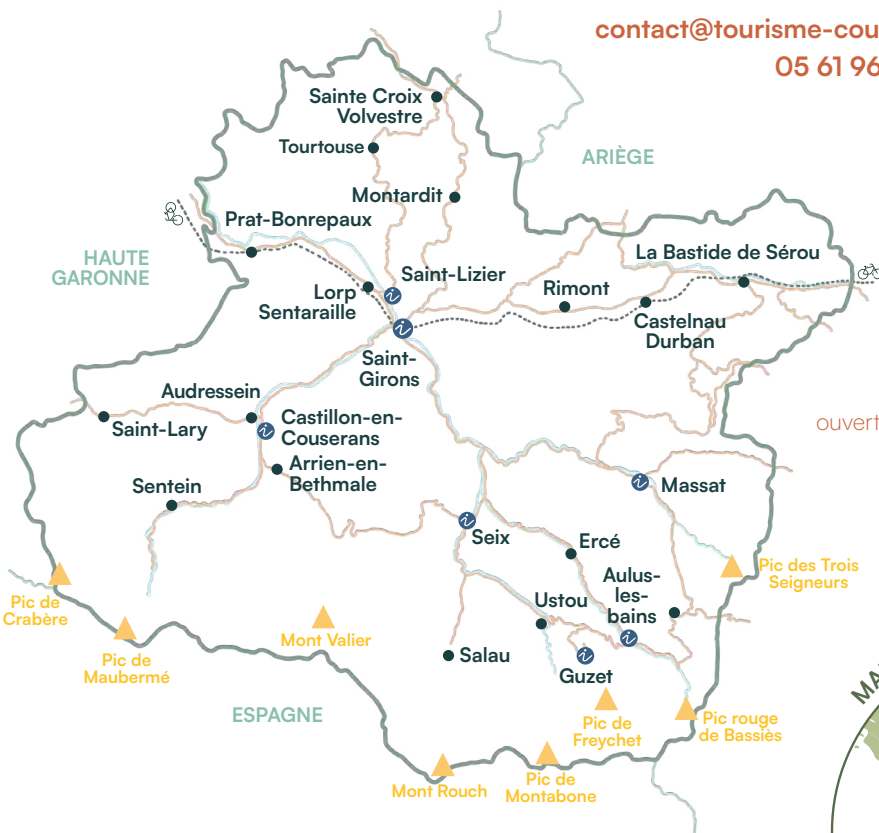 contact@tourisme-cou
05 61 96
Sainte Croix
Volvestre
Tourtouse
ARIÈGE
Montardit
Prat-Bonrepaux
HAUTE
GARONNE
La Bastide de Sérou
Saint-Lizier
Lorp
Sentaraille
Rimont
Castelnau
Durban
Saint-
Girons
Audressein
Saint-Lary
Castillon-en-
Couserans
ouvert
Arrien-en-
Bethmale
Sentein
Massat
Seix
Ercé
Pic des Trois
Seigneurs
Aulus-
les-
bains
Pic de
Crabère
Ustou
Mont Valier
Pic de
Maubermé
Salau
Guzet
ESPAGNE
Pic de
Freychet
Pic rouge
de Bassiès
MA
Mont Rouch
Pic de
Montabone